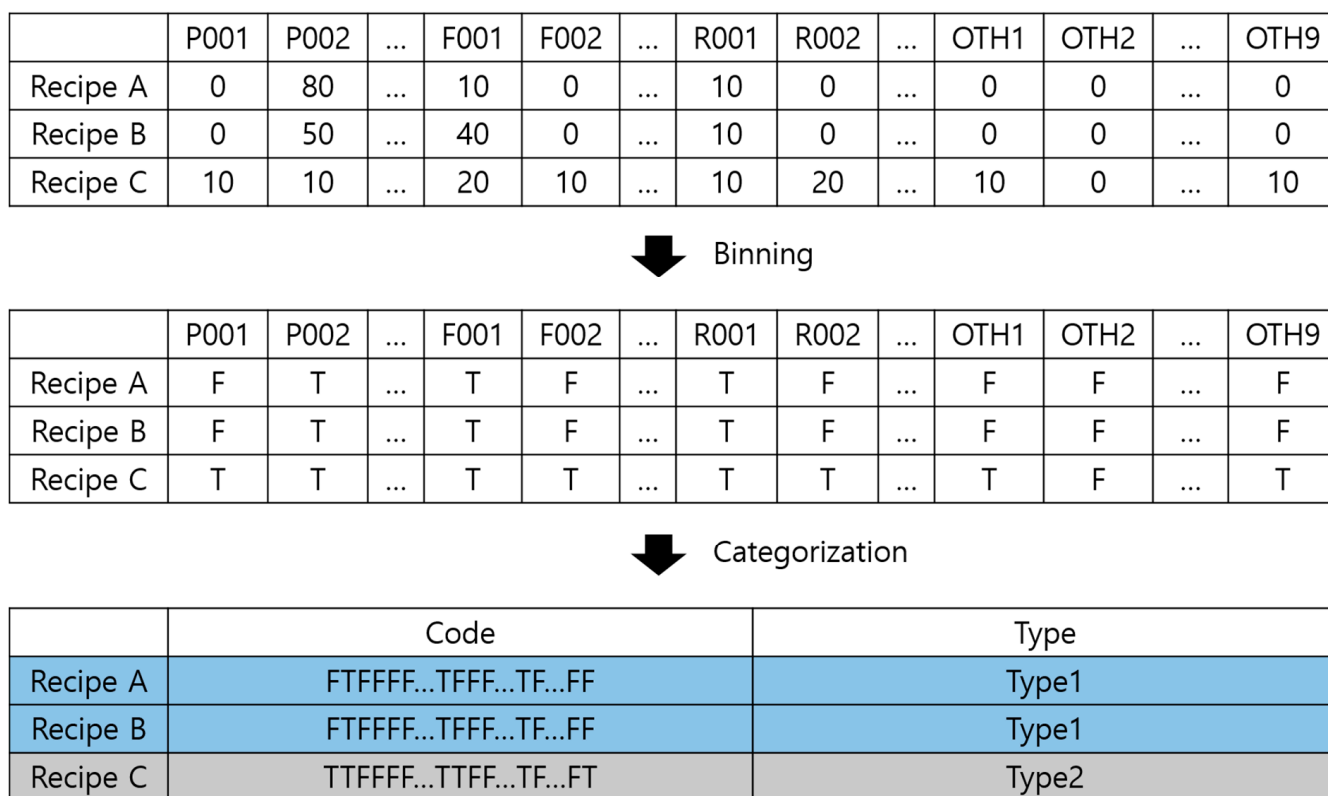 P001 P002 ... F001 F002 ... R001 R002 ... OTH1 OTH2 ... OTH9
Recipe A 0 80 ... 10 0 ... 10 0 ... 0 0 ... 0
Recipe B 0 50 ... 40 0 ... 10 0 ... 0 0 ... 0
Recipe C 10 10 ... 20 10 ... 10 20 ... 10 0 ... 10
Binning
P001 P002 ... F001 F002 ... R001 R002 ... OTH1 OTH2 ... OTH9
Recipe A F T ... T F ... T F ... F F ... F
Recipe B F T ... T F ... T F ... F F ... F
Recipe C T T ... T T ... T T ... T F ... T
Categorization
Code Type
Recipe A FTFFFF...TFFF...TF...FF Type1
Recipe B FTFFFF...TFFF...TF...FF Type1
Recipe C TTFFFF...TTFF...TF...FT Type2